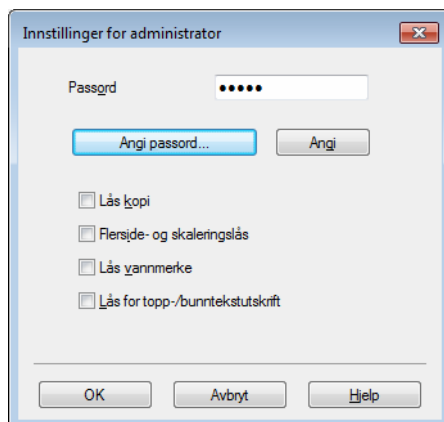 Innstillinger for administrator
Passord
•••••
Angi passord... Angi
Lås kopi
Flerside- og skaleringslås
Lås vannmerke
Lås for topp-/bunntekstutskrift
OK Avbryt Hjelp